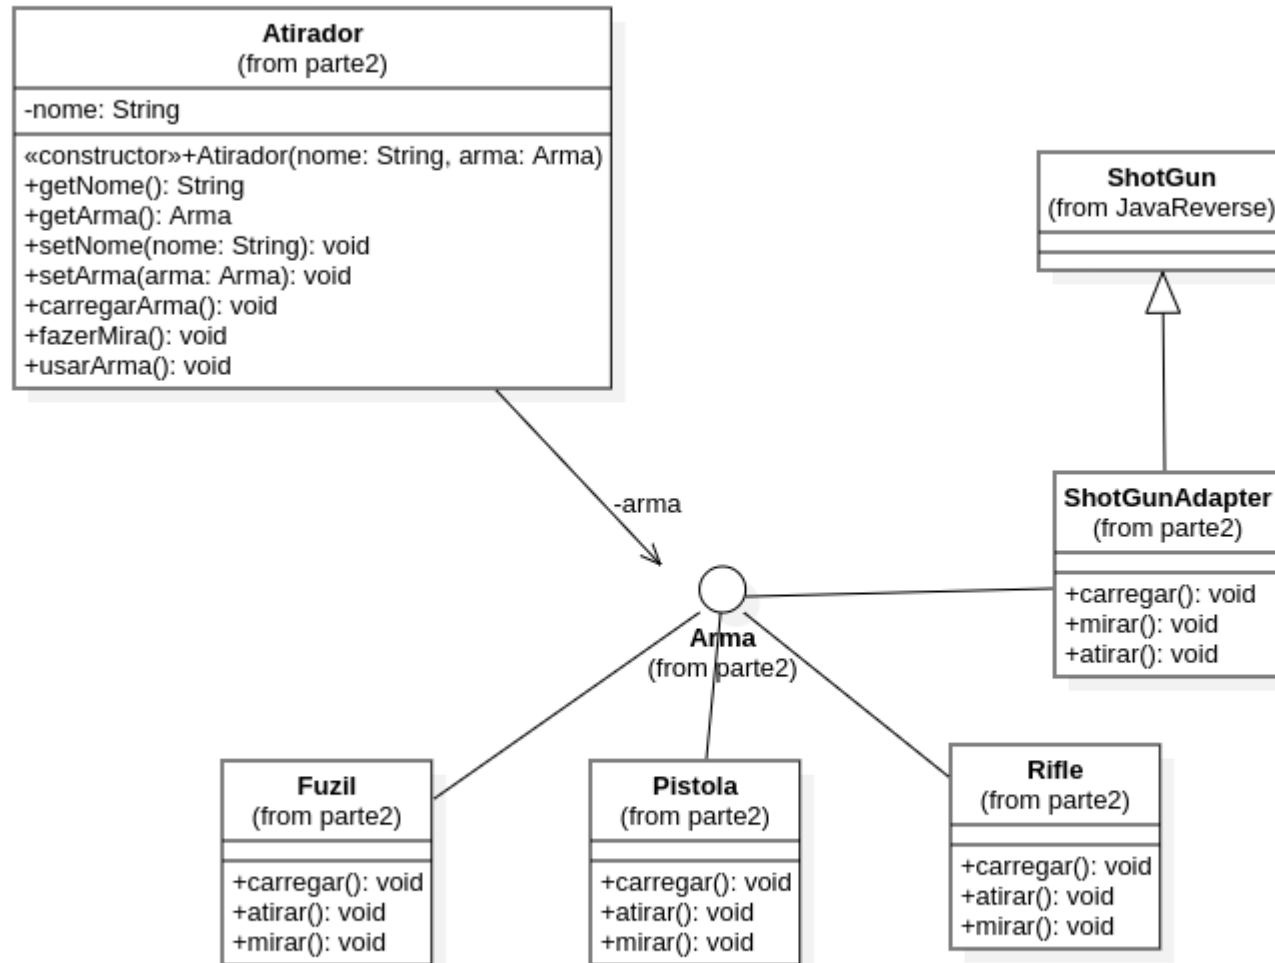 Atirador
(from parte2)
-nome: String
«constructor»+Atirador(nome: String, arma: Arma)
+getNome(): String
+getArma(): Arma
+setNome(nome: String): void
+setArma(arma: Arma): void
+carregarArma(): void
+fazerMira(): void
+usarArma(): void
ShotGun
(from JavaReverse)
-arma
ShotGunAdapter
(from parte2)
+carregar(): void
+mirar(): void
+atirar(): void
Arma
(from parte2)
Fuzil
(from parte2)
+carregar(): void
+atirar(): void
+mirar(): void
Pistola
(from parte2)
+carregar(): void
+atirar(): void
+mirar(): void
Rifle
(from parte2)
+carregar(): void
+atirar(): void
+mirar(): void